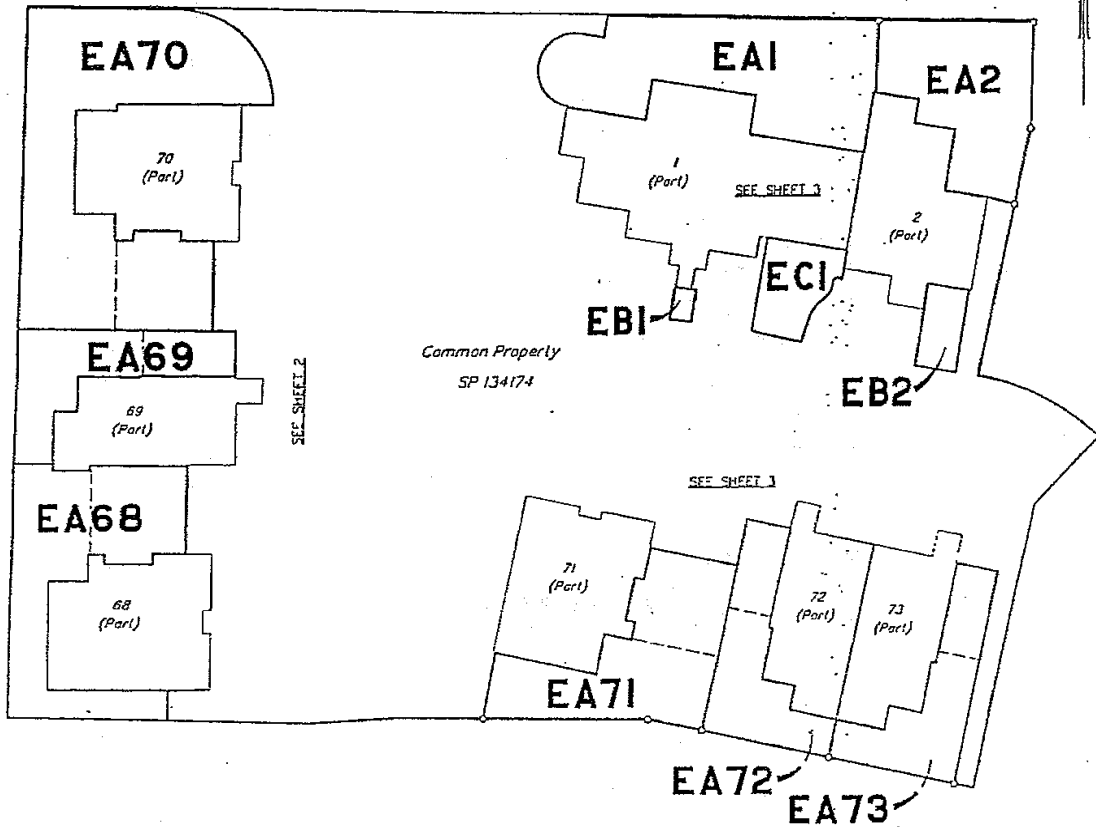 EA70
EA1
EA2
70
(Part)
1
(Part)
SEE SHEET 3
2
(Part)
EC1
EB1
EA69
Common Property
SP 134174
SEE SHEET 2
EB2
69
(Part)
SEE SHEET 3
EA68
71
(Part)
68
(Part)
72
(Part)
73
(Part)
EA71
EA72
EA73